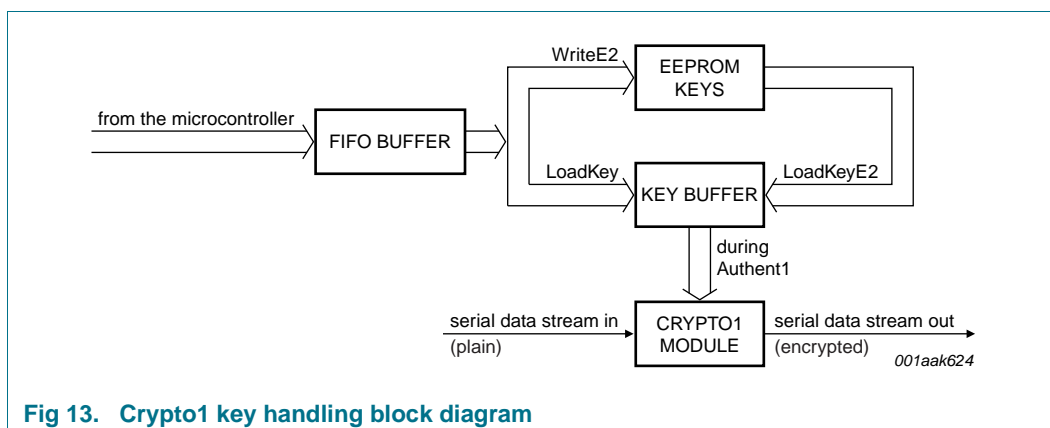 WriteE2
EEPROM
KEYS
from the microcontroller
FIFO BUFFER
LoadKey
LoadKeyE2
KEY BUFFER
during
Authent1
serial data stream in
(plain)
CRYPTO1
MODULE
serial data stream out
(encrypted)
001aak624
Fig 13. Crypto1 key handling block diagram